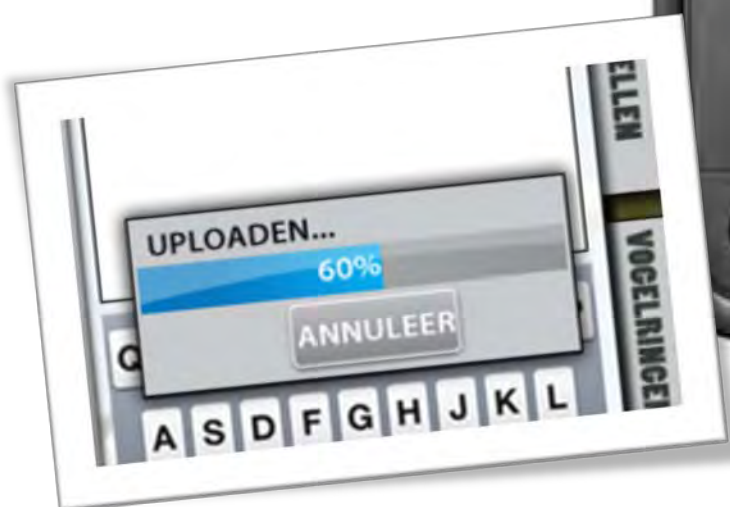 UPLOADEN...
60%
ANNULEER
Q
A S D F G H J K L
ELLEN
VOGELRINGE